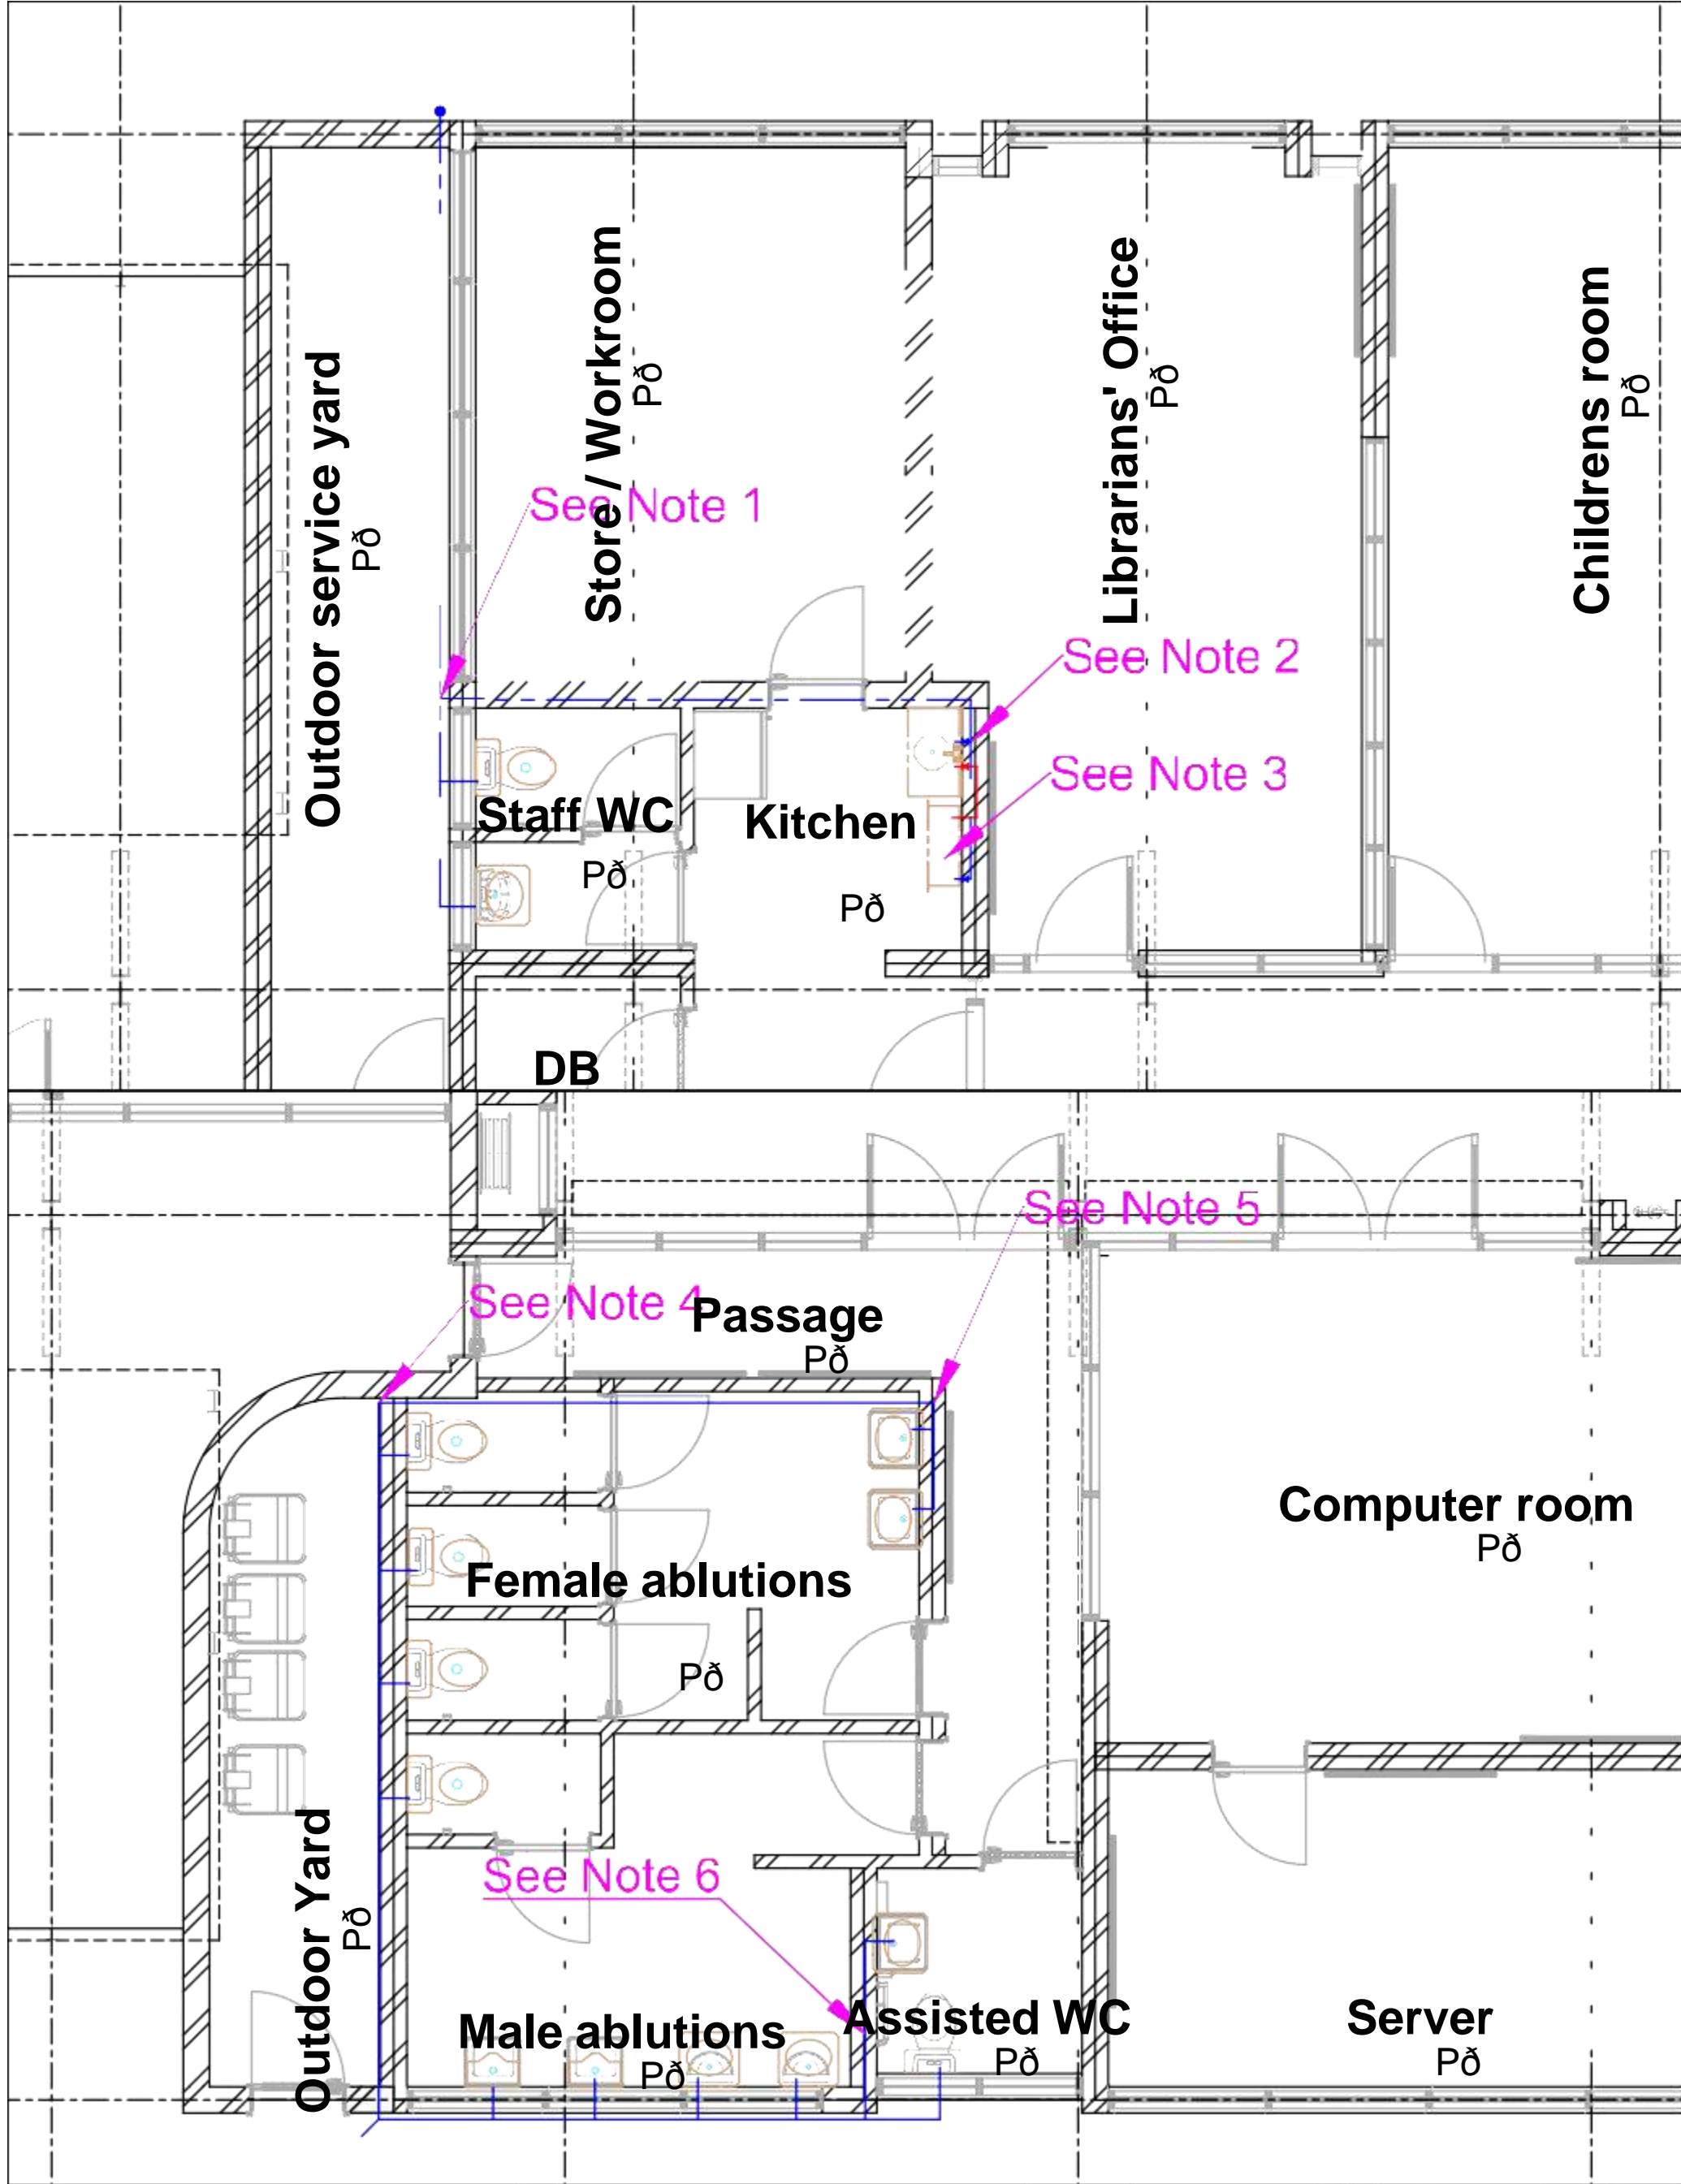 Outdoor service yard
Pð
Store / Workroom
Pð
Librarians' Office
Pð
Childrens room
Pð
See Note 1
See Note 2
See Note 3
Staff WC
Pð
Kitchen
Pð
DB
See Note 5
See Note 4
Passage
Pð
Computer room
Pð
Female ablutions
Pð
Outdoor Yard
Pð
See Note 6
Male ablutions
Pð
Assisted WC
Pð
Server
Pð